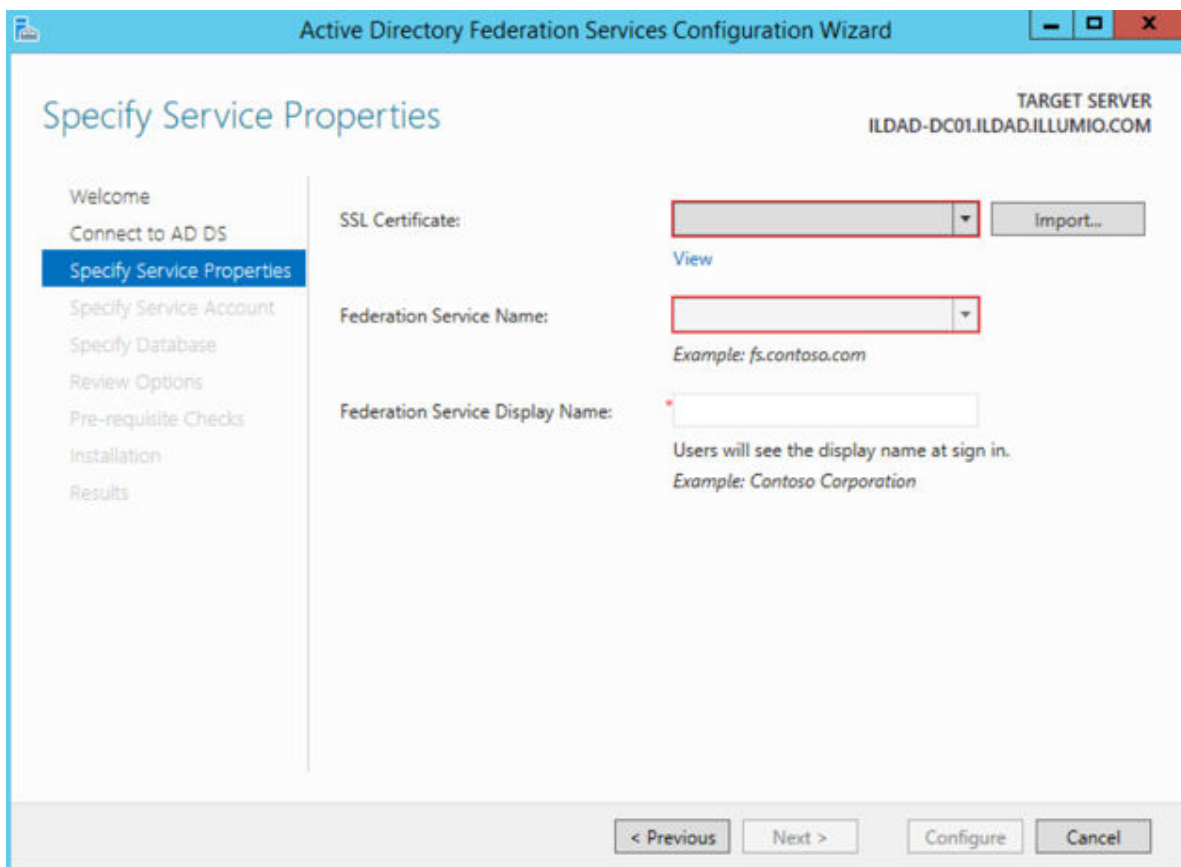 Active Directory Federation Services Configuration Wizard
Specify Service Properties
TARGET SERVER
ILDAD-DC01.ILDAD.ILLUMIO.COM
Welcome
Connect to AD DS
Specify Service Properties
Specify Service Account
Specify Database
Review Options
Pre-requisite Checks
Installation
Results
SSL Certificate:
Import...
View
Federation Service Name:
Example: fs.contoso.com
Federation Service Display Name:
*
Users will see the display name at sign in.
Example: Contoso Corporation
< Previous
Next >
Configure
Cancel